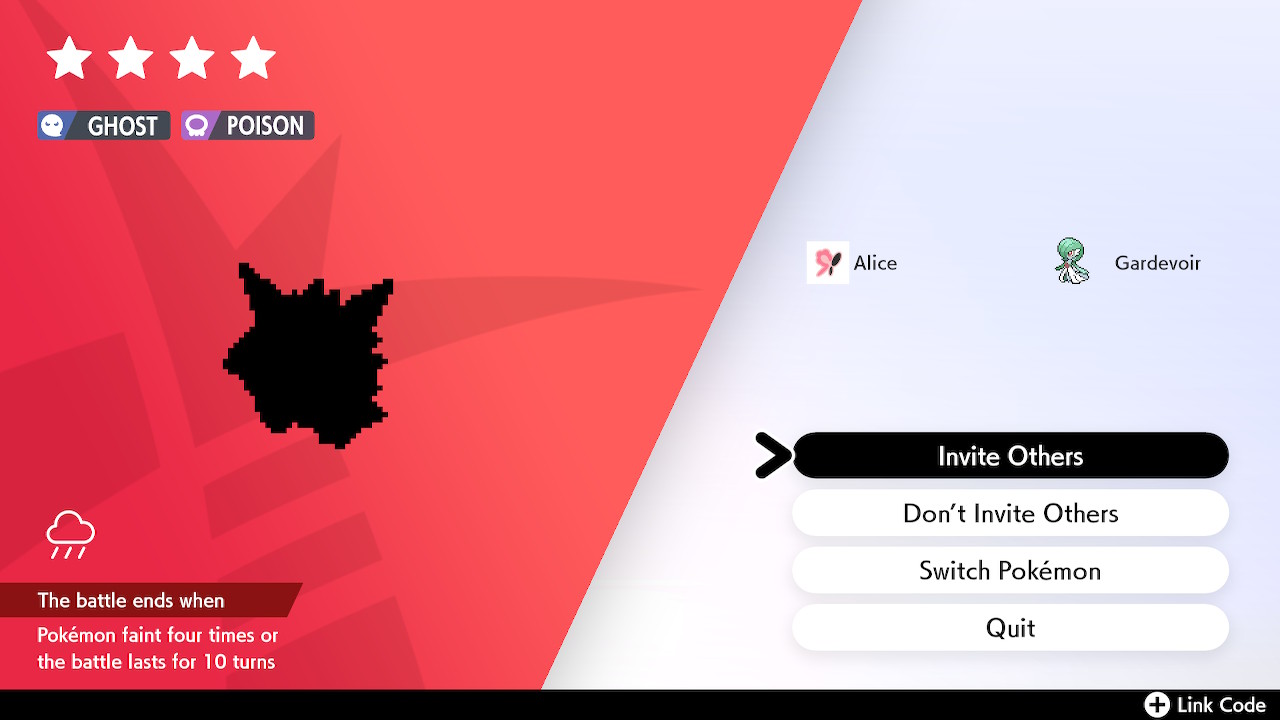 GHOST POISON
Alice Gardevoir
Invite Others
Don't Invite Others
Switch Pokémon
Quit
The battle ends when
Pokémon faint four times or
the battle lasts for 10 turns
Link Code